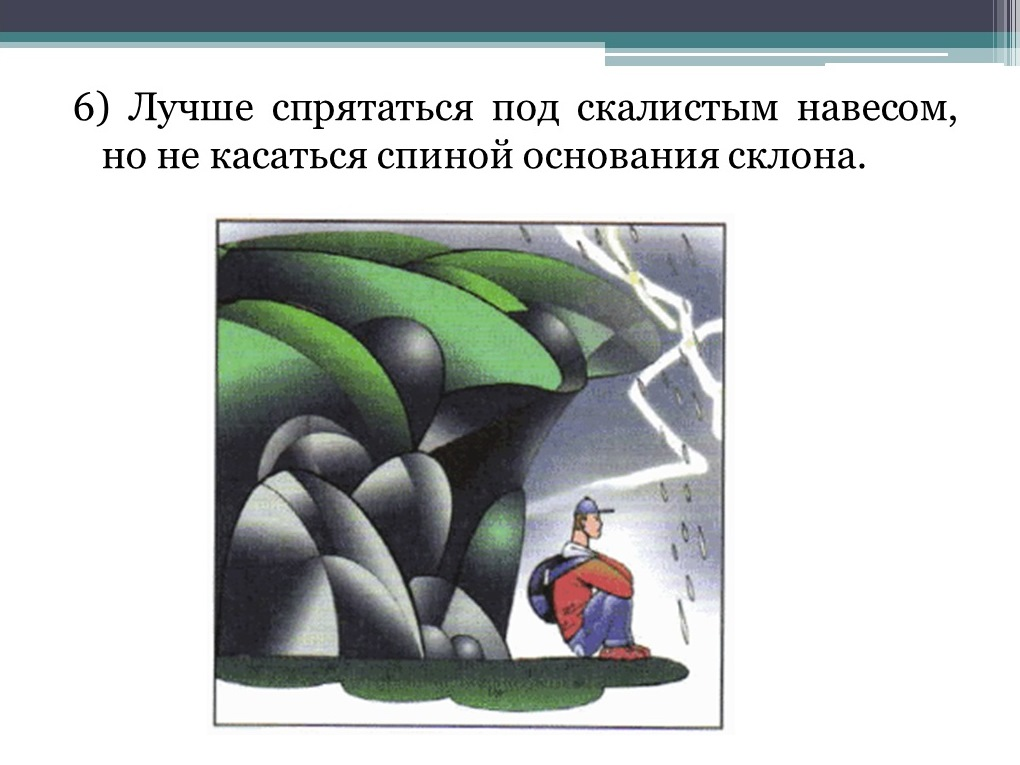 6) Лучше спрятаться под скалистым навесом,
но не касаться спиной основания склона.